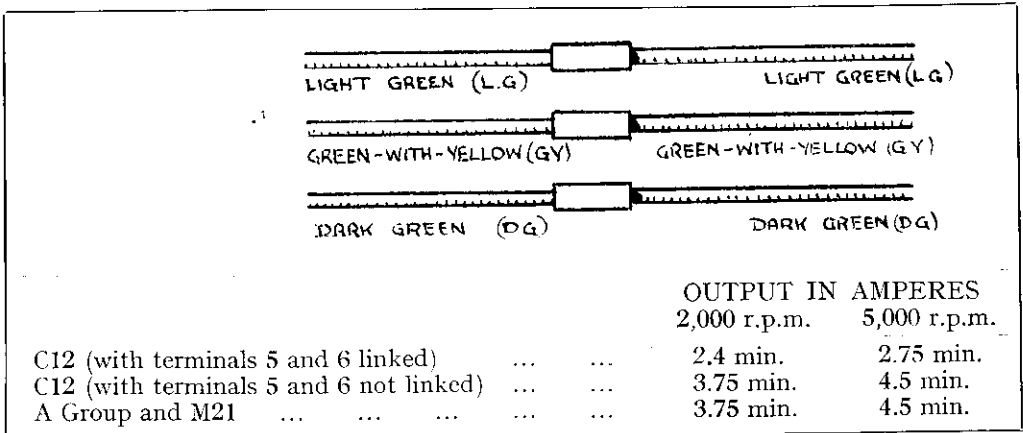 LIGHT GREEN (L.G) LIGHT GREEN (LG)
GREEN-WITH-YELLOW (GY) GREEN-WITH-YELLOW (GY)
DARK GREEN (DG) DARK GREEN (DG)
OUTPUT IN AMPERES
2,000 r.p.m. 5,000 r.p.m.
C12 (with terminals 5 and 6 linked) ... ... 2.4 min. 2.75 min.
C12 (with terminals 5 and 6 not linked) ... ... 3.75 min. 4.5 min.
A Group and M21 ... ... ... ... ... 3.75 min. 4.5 min.